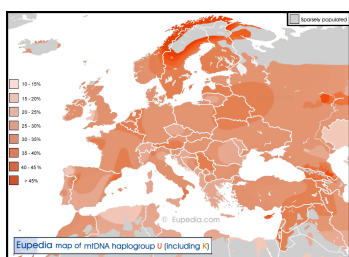 Sparsely populated
10 - 15%
15 - 20%
20 - 25%
25 - 30%
30 - 35%
35 - 40%
40 - 45 %
> 45%
© Eupedia.com
Eupedia map of mtDNA haplogroup U (including K)